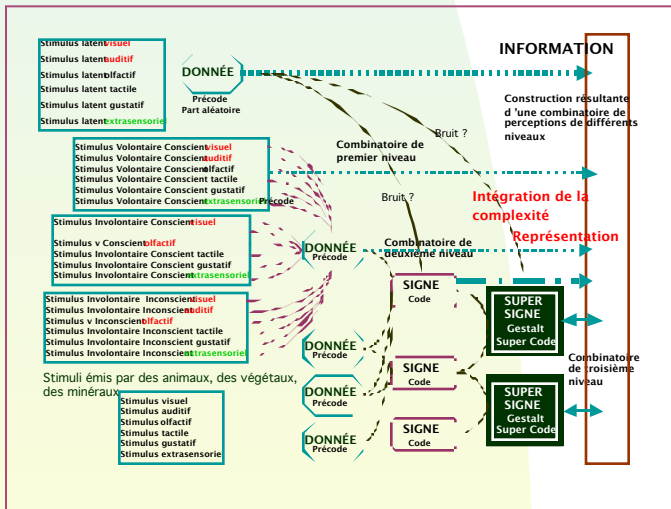 Stimulus latent visuel
Stimulus latent auditif
Stimulus latent olfactif
Stimulus latent tactile
Stimulus latent gustatif
Stimulus latent extrasensoriel
DONNÉE
Précode
Part aléatoire
INFORMATION
Construction résultante
d 'une combinatoire de
perceptions de différents
niveaux
Bruit ?
Combinatoire de
premier niveau
Stimulus Volontaire Conscient visuel
Stimulus Volontaire Conscient auditif
Stimulus Volontaire Conscient olfactif
Stimulus Volontaire Conscient tactile
Stimulus Volontaire Conscient gustatif
Stimulus Volontaire Conscient extrasensoriel Précode
Bruit ?
Intégration de la
complexité
Représentation
Stimulus Involontaire Conscient visuel
Stimulus v Conscient olfactif
Stimulus Involontaire Conscient tactile
Stimulus Involontaire Conscient gustatif
Stimulus Involontaire Conscient extrasensoriel
DONNÉE
Précode
Combinatoire de
deuxième niveau
SIGNE
Code
Stimulus Involontaire Inconscient visuel
Stimulus Involontaire Inconscient auditif
Stimulus v Inconscient olfactif
Stimulus Involontaire Inconscient tactile
Stimulus Involontaire Inconscient gustatif
Stimulus Involontaire Inconscient extrasensoriel
SUPER
SIGNE
Gestalt
Super Code
DONNÉE
Précode
SIGNE
Code
Combinatoire
de troisième
niveau
Stimuli émis par des animaux, des végétaux,
des minéraux
Stimulus visuel
Stimulus auditif
Stimulus olfactif
Stimulus tactile
Stimulus gustatif
Stimulus extrasensorie
DONNÉE
Précode
SUPER
SIGNE
Gestalt
Super Code
DONNÉE
Précode
SIGNE
Code